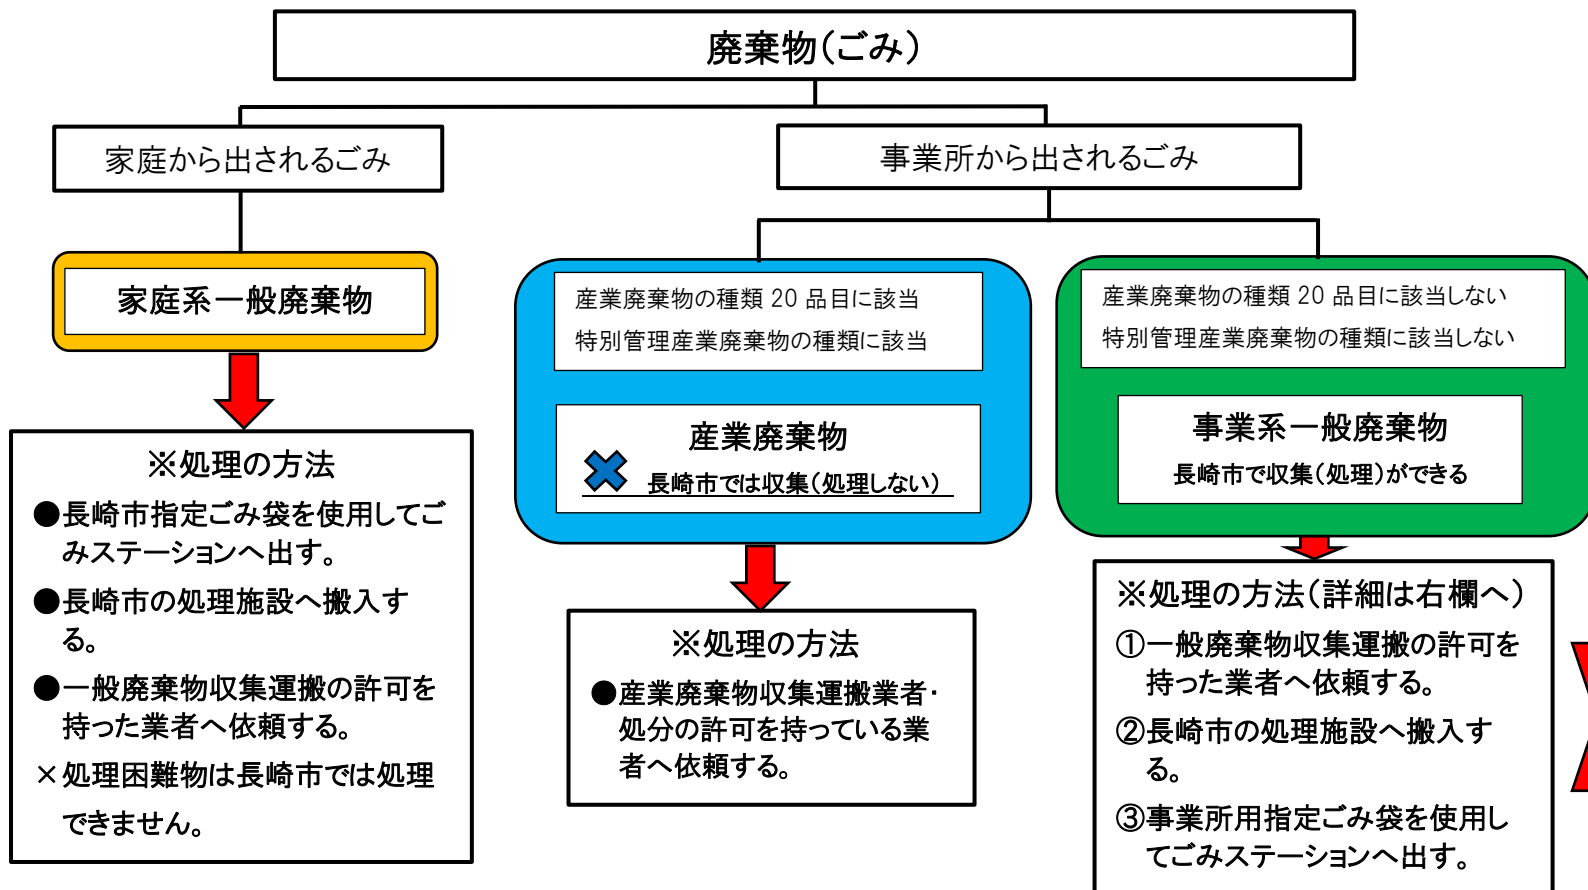 廃棄物(ごみ)
家庭から出されるごみ
事業所から出されるごみ
家庭系一般廃棄物
産業廃棄物の種類 20 品目に該当
特別管理産業廃棄物の種類に該当
産業廃棄物
長崎市では収集(処理しない)
産業廃棄物の種類 20 品目に該当しない
特別管理産業廃棄物の種類に該当しない
事業系一般廃棄物
長崎市で収集(処理)ができる
※処理の方法
●長崎市指定ごみ袋を使用してご
みステーションへ出す。
●長崎市の処理施設へ搬入す
る。
●一般廃棄物収集運搬の許可を
持った業者へ依頼する。
×処理困難物は長崎市では処理
できません。
※処理の方法
●産業廃棄物収集運搬業者・
処分の許可を持っている業
者へ依頼する。
※処理の方法(詳細は右欄へ)
①一般廃棄物収集運搬の許可を
持った業者へ依頼する。
②長崎市の処理施設へ搬入す
る。
③事業所用指定ごみ袋を使用し
てごみステーションへ出す。